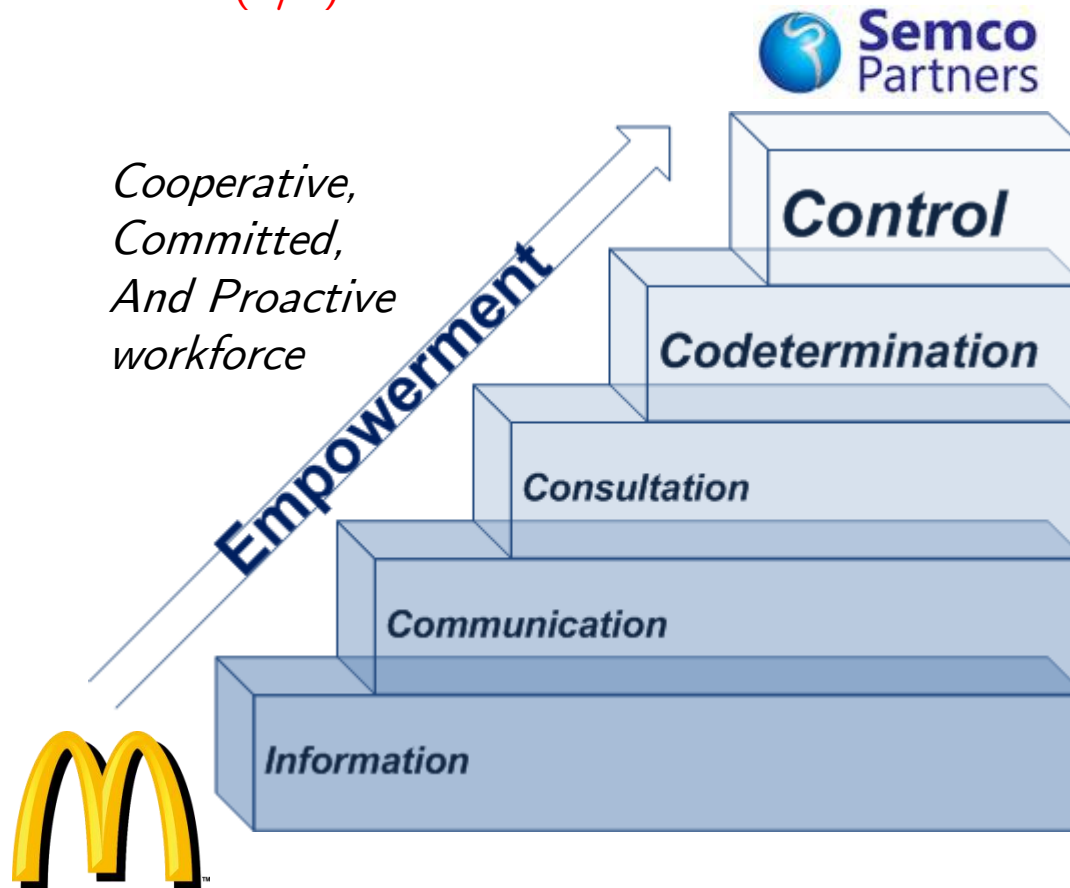 Semco
Partners
Cooperative,
Committed,
And Proactive
workforce
Empowerment
Control
Codetermination
Consultation
Communication
Information